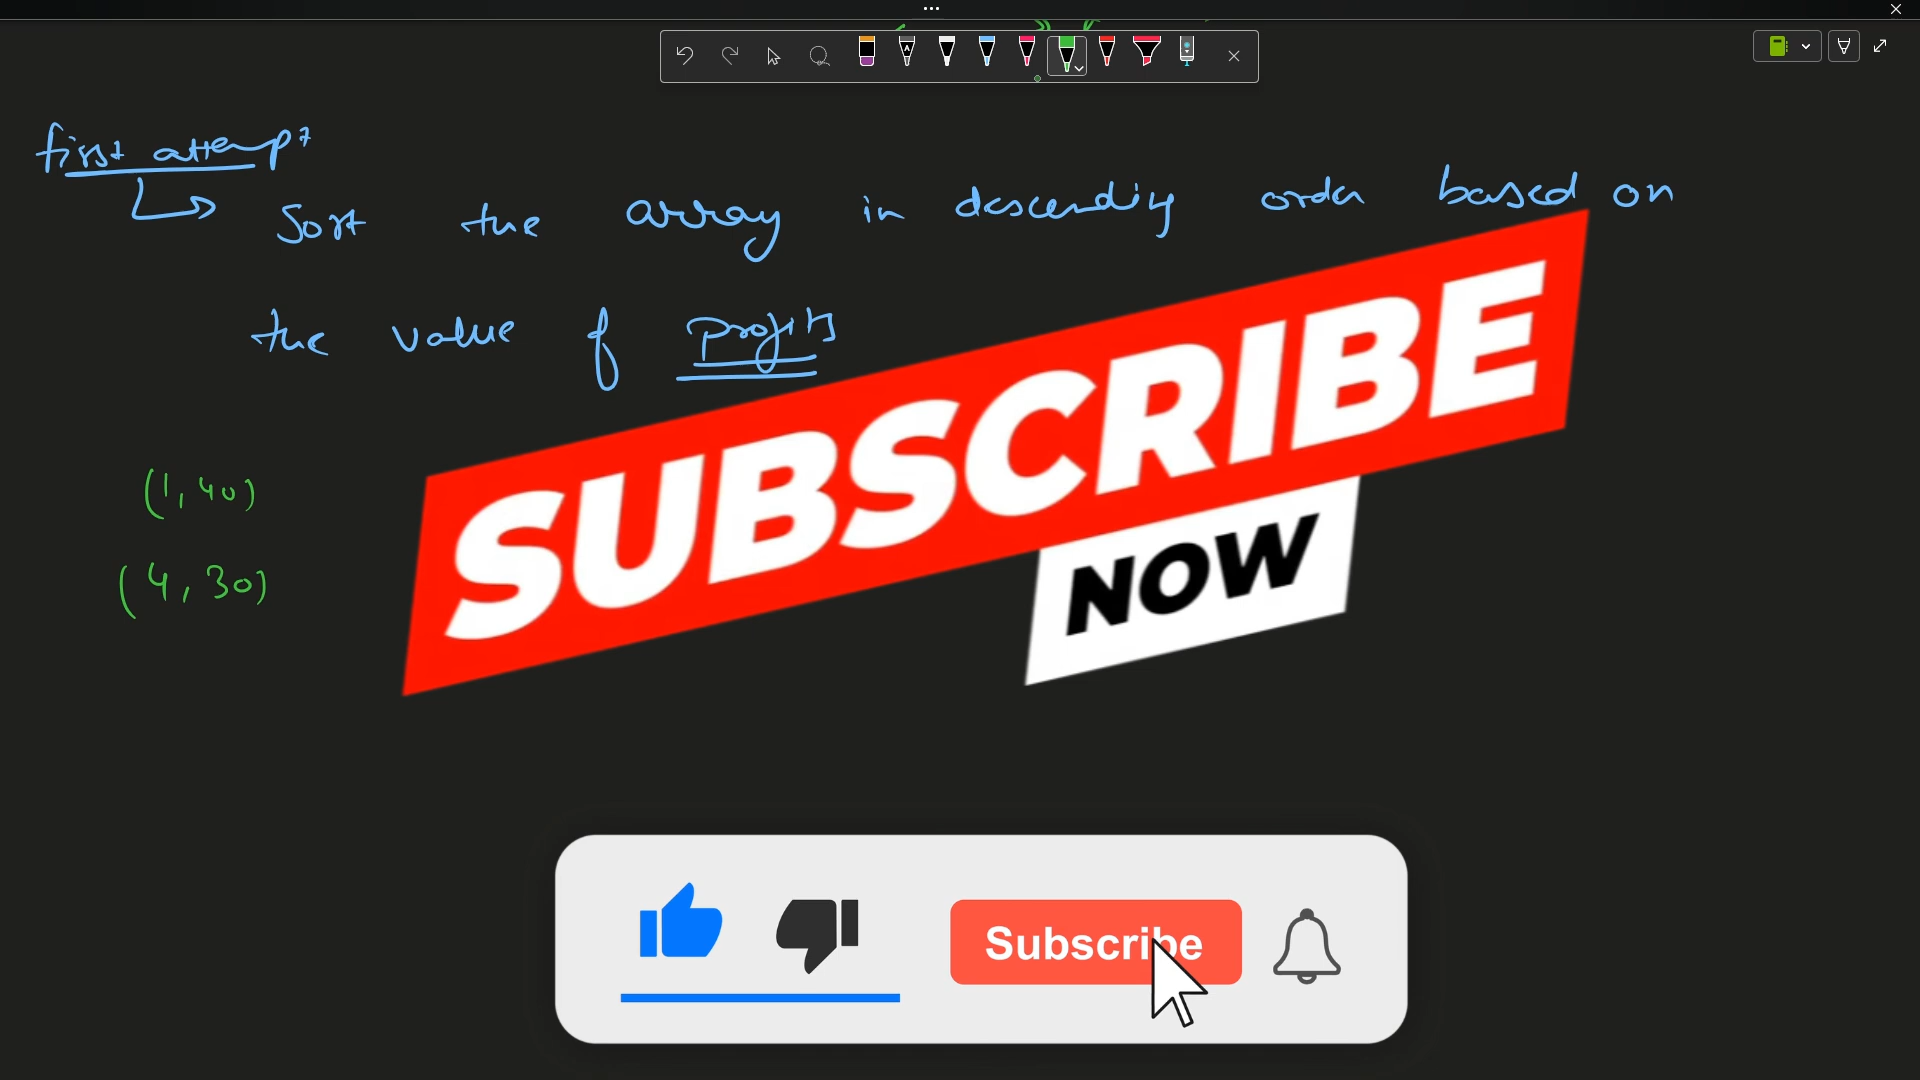 first attempt
Sort the array in descending order based on
the value of profits
(1, 40)
(4, 30)
SUBSCRIBE
NOW
Subscribe